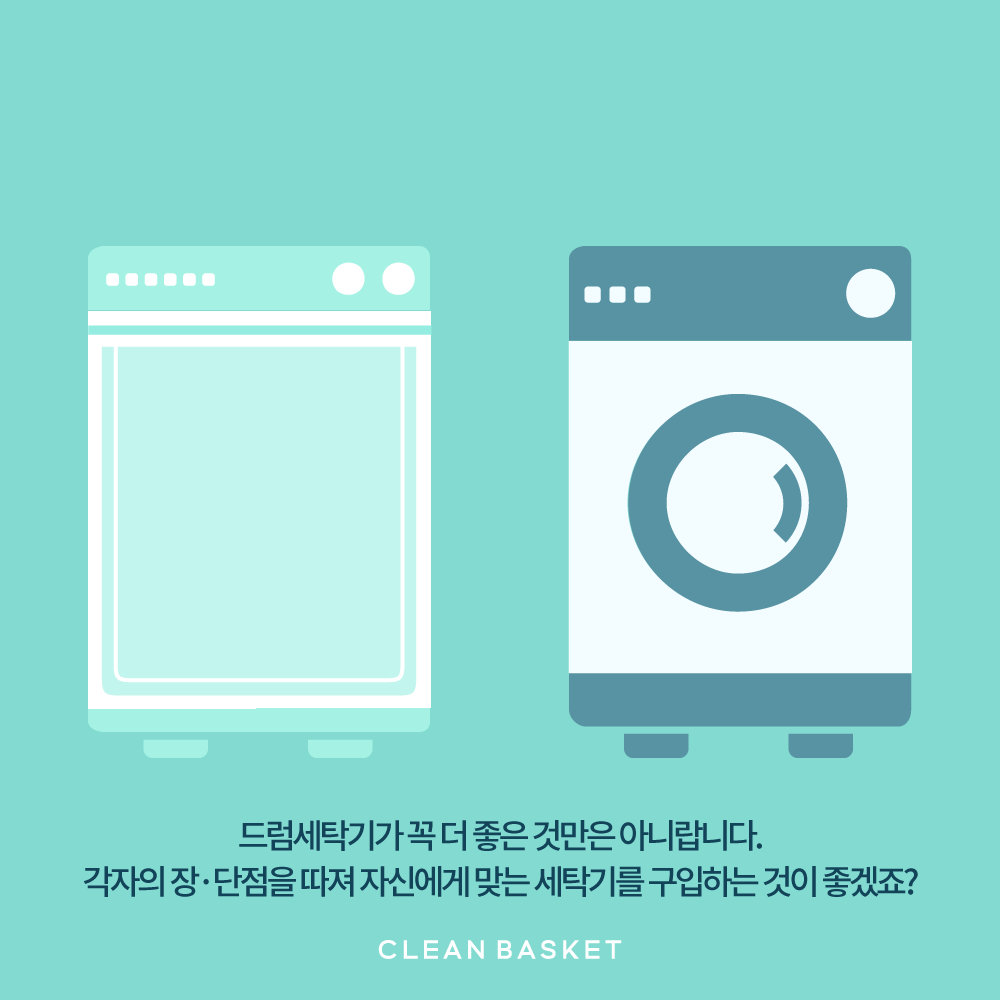 드럼세탁기가 꼭 더 좋은 것만은 아니랍니다.
각자의 장·단점을 따져 자신에게 맞는 세탁기를 구입하는 것이 좋겠죠?
CLEAN BASKET